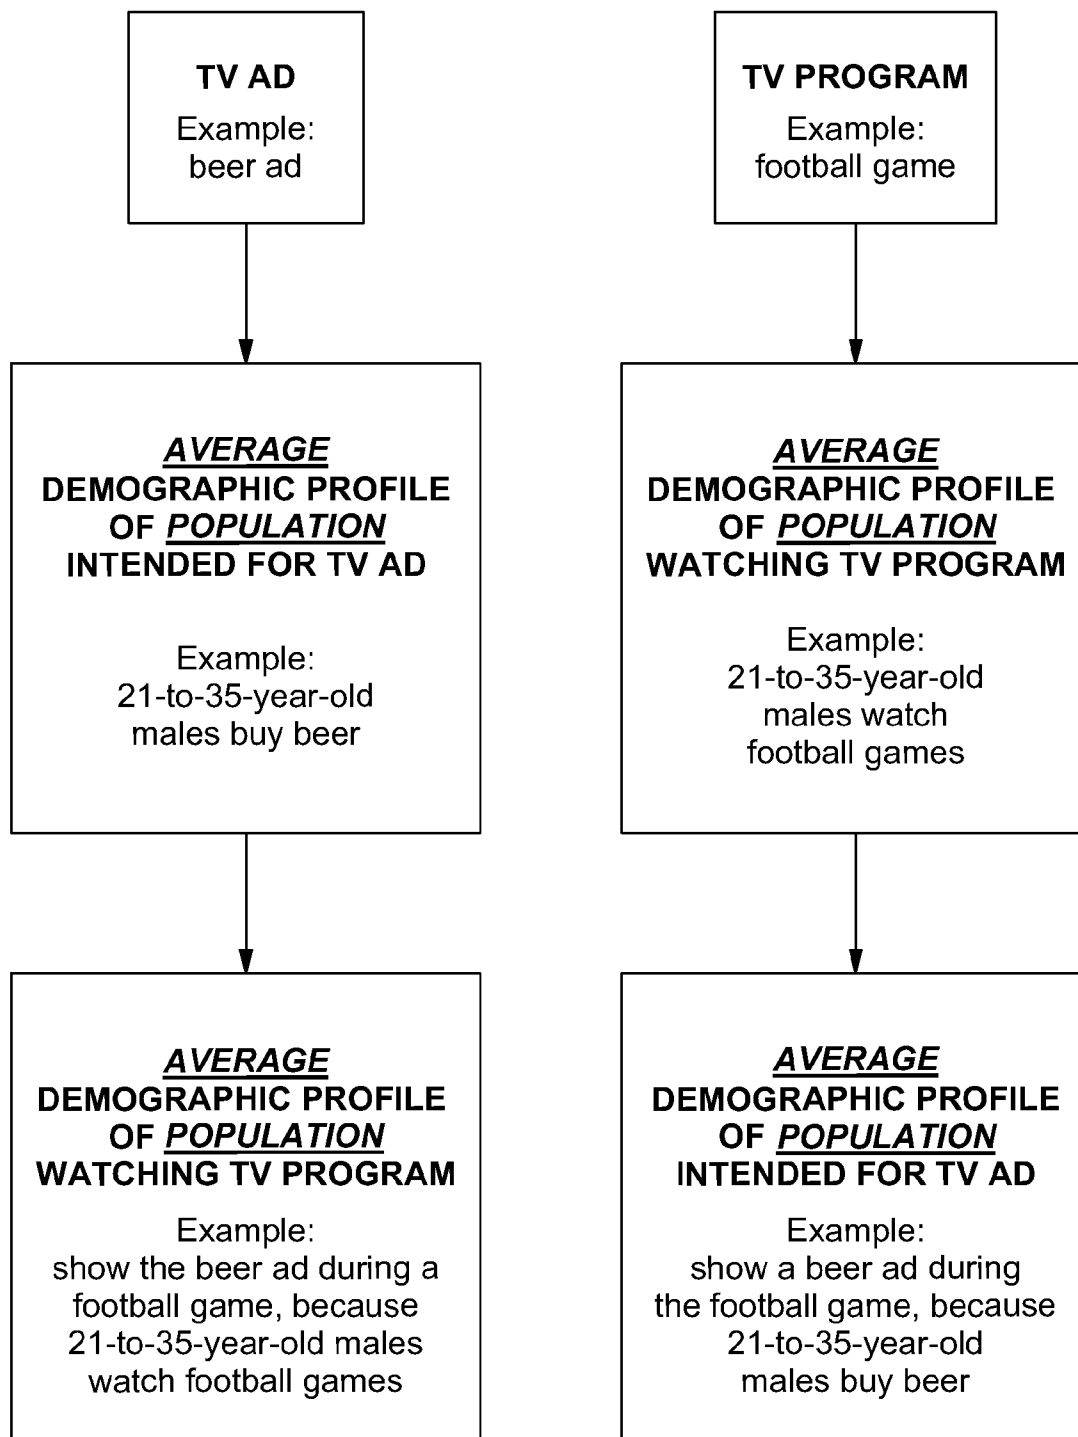 TV AD
Example:
beer ad
TV PROGRAM
Example:
football game
AVERAGE
DEMOGRAPHIC PROFILE
OF POPULATION
INTENDED FOR TV AD
Example:
21-to-35-year-old
males buy beer
AVERAGE
DEMOGRAPHIC PROFILE
OF POPULATION
WATCHING TV PROGRAM
Example:
21-to-35-year-old
males watch
football games
AVERAGE
DEMOGRAPHIC PROFILE
OF POPULATION
WATCHING TV PROGRAM
Example:
show the beer ad during a
football game, because
21-to-35-year-old males
watch football games
AVERAGE
DEMOGRAPHIC PROFILE
OF POPULATION
INTENDED FOR TV AD
Example:
show a beer ad during
the football game, because
21-to-35-year-old
males buy beer